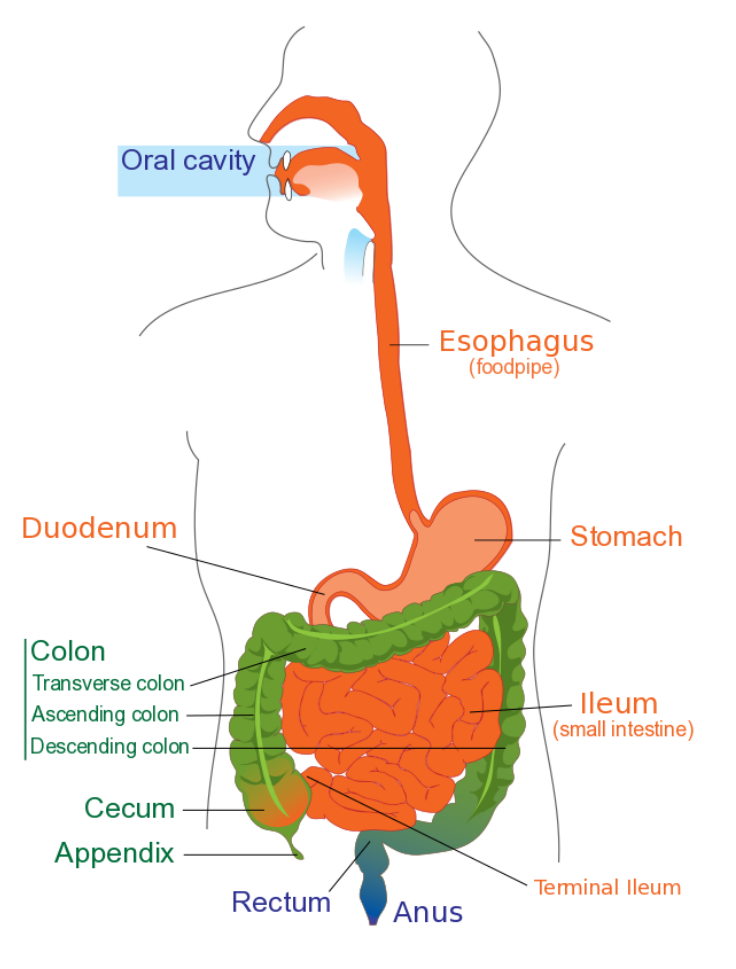 Oral cavity
Esophagus
(foodpipe)
Duodenum
Stomach
Colon
Transverse colon
Ascending colon
Descending colon
Ileum
(small intestine)
Cecum
Appendix
Terminal Ileum
Rectum
Anus